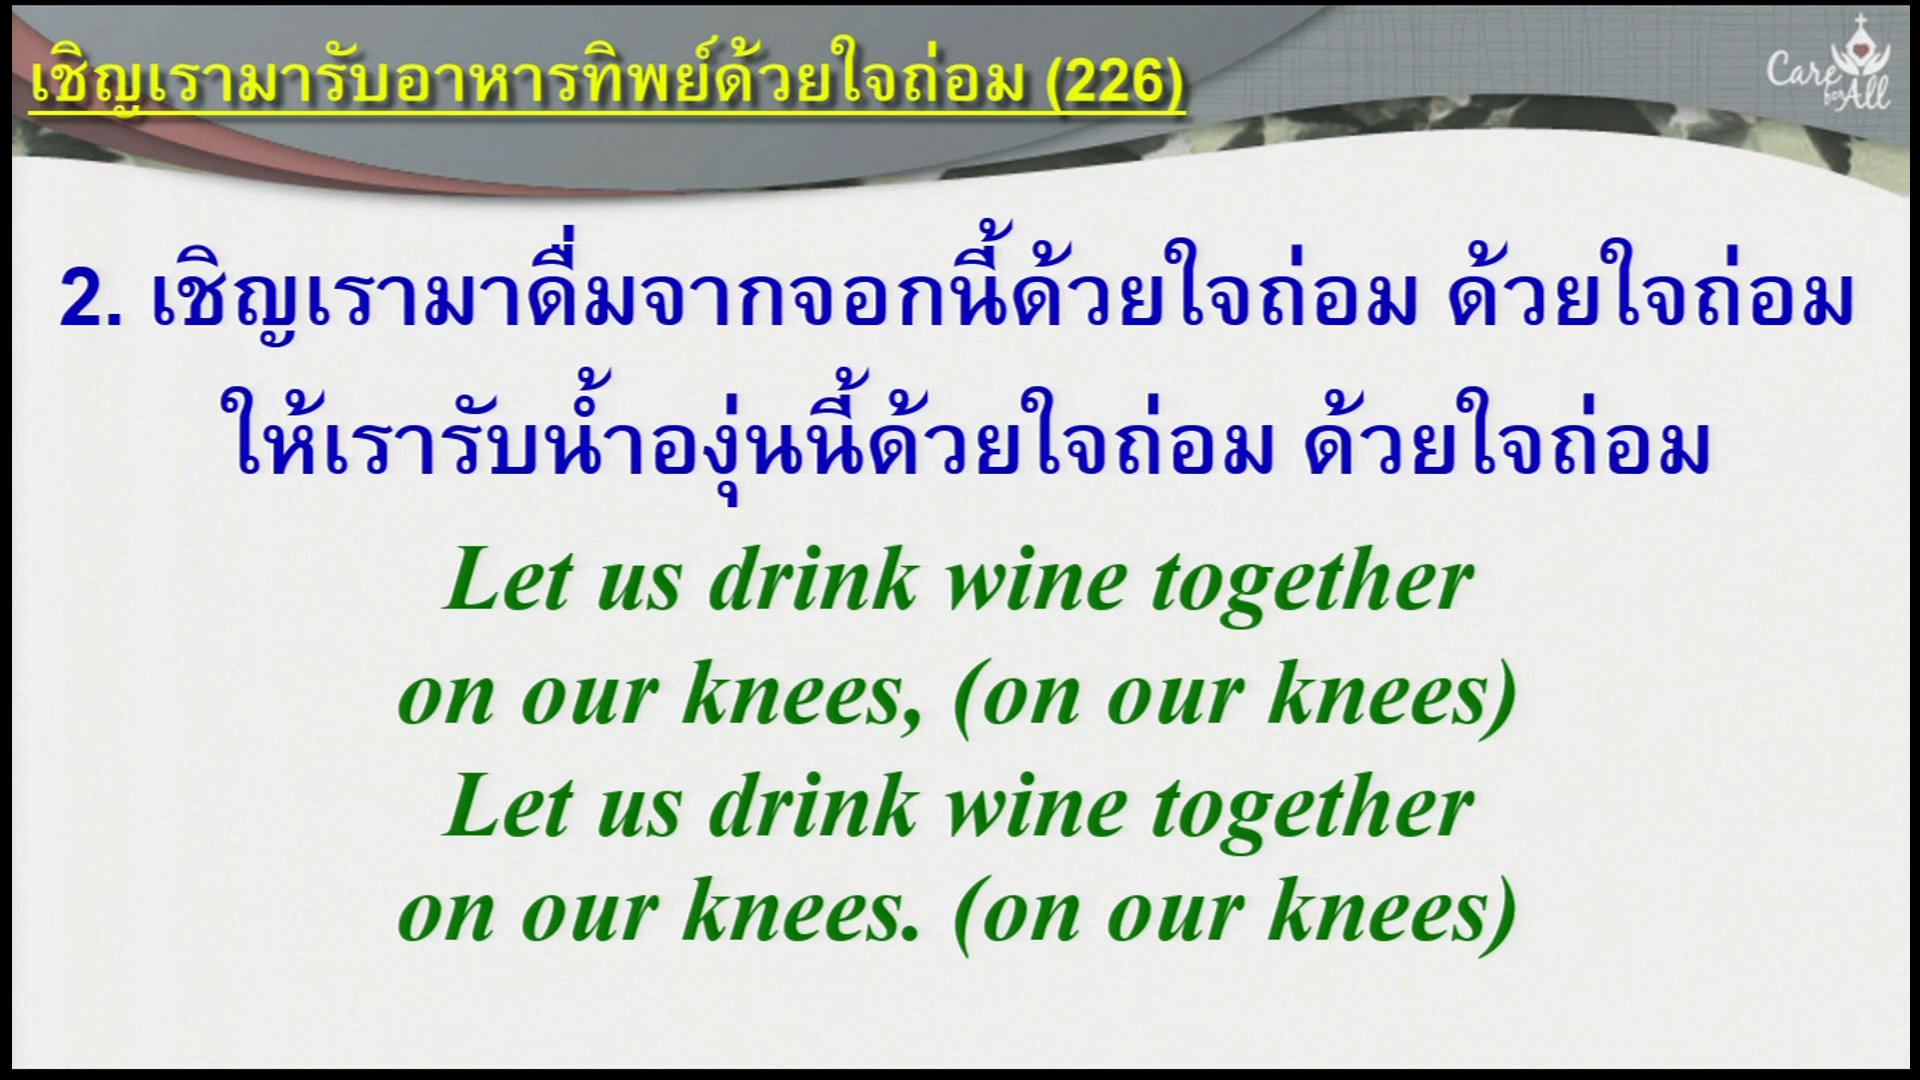 เชิญเรามารับอาหารทิพย์ด้วยใจถ่อม (226)
Care
for All
2. เชิญเรามาดื่มจากจอกนี้ด้วยใจถ่อม ด้วยใจถ่อม
ให้เรารับน้ำองุ่นนี้ด้วยใจถ่อม ด้วยใจถ่อม
Let us drink wine together
on our knees, (on our knees)
Let us drink wine together
on our knees. (on our knees)